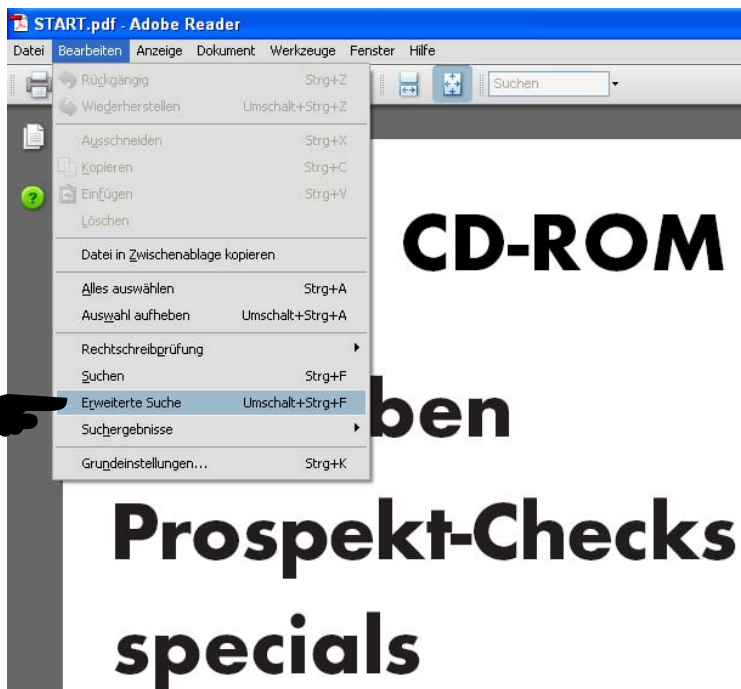 START.pdf - Adobe Reader
Datei Bearbeiten Anzeige Dokument Werkzeuge Fenster Hilfe
Suchen
Rückgängig Strg+Z
Wiederherstellen Umschalt+Strg+Z
Ausschneiden Strg+X
Kopieren Strg+C
Einfügen Strg+V
Löschen
Datei in Zwischenablage kopieren
Alles auswählen Strg+A
Auswahl aufheben Umschalt+Strg+A
Rechtschreibprüfung
Suchen Strg+F
Erweiterte Suche Umschalt+Strg+F
Suchergebnisse
Grundeinstellungen... Strg+K
?
CD-ROM
ben
Prospekt-Checks
specials